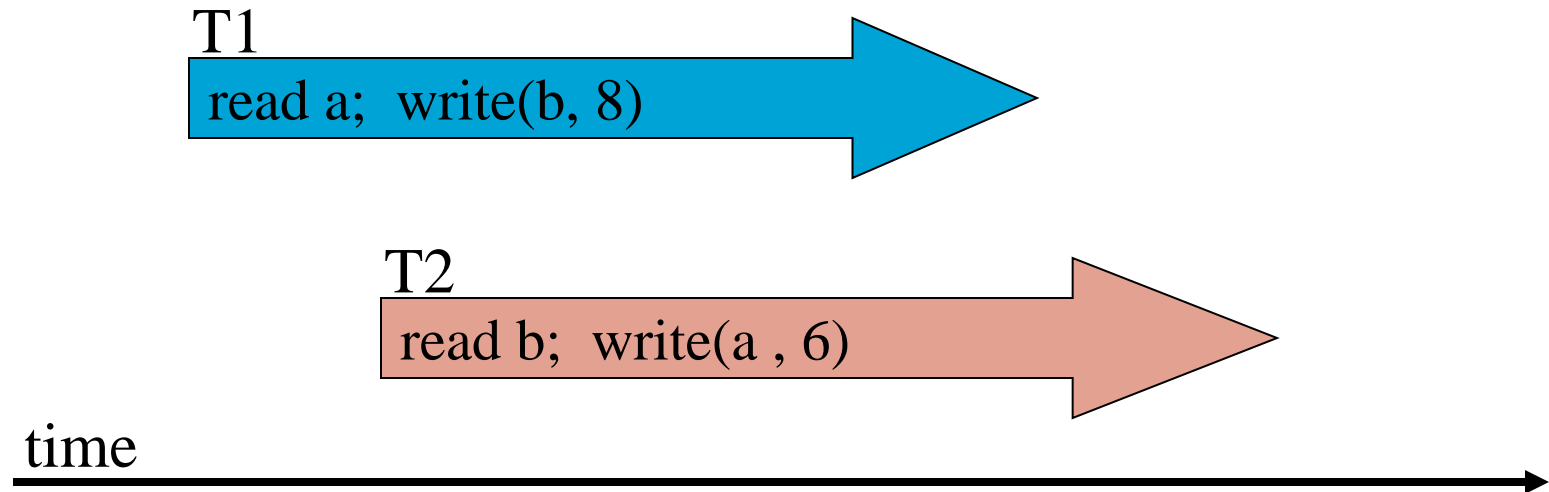 T1
read a;  write(b, 8)
T2
read b;  write(a , 6)
time